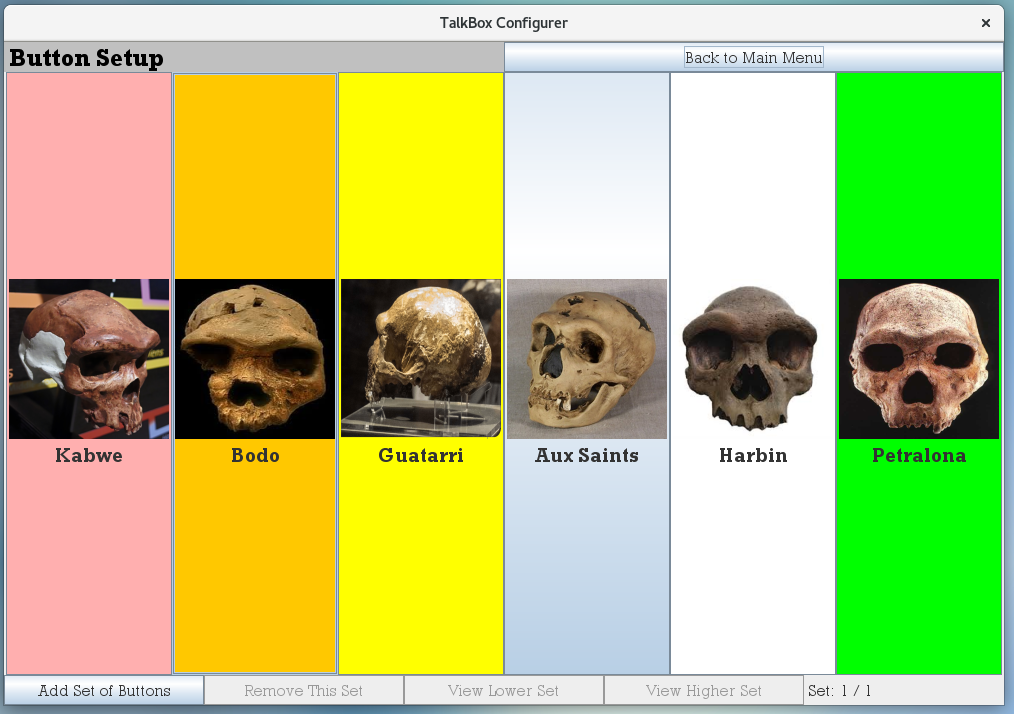 TalkBox Configurer
Button Setup
Back to Main Menu
Kabwe
Bodo
Guatarri
Aux Saints
Harbin
Petralona
Add Set of Buttons
Remove This Set
View Lower Set
View Higher Set
Set: 1 / 1